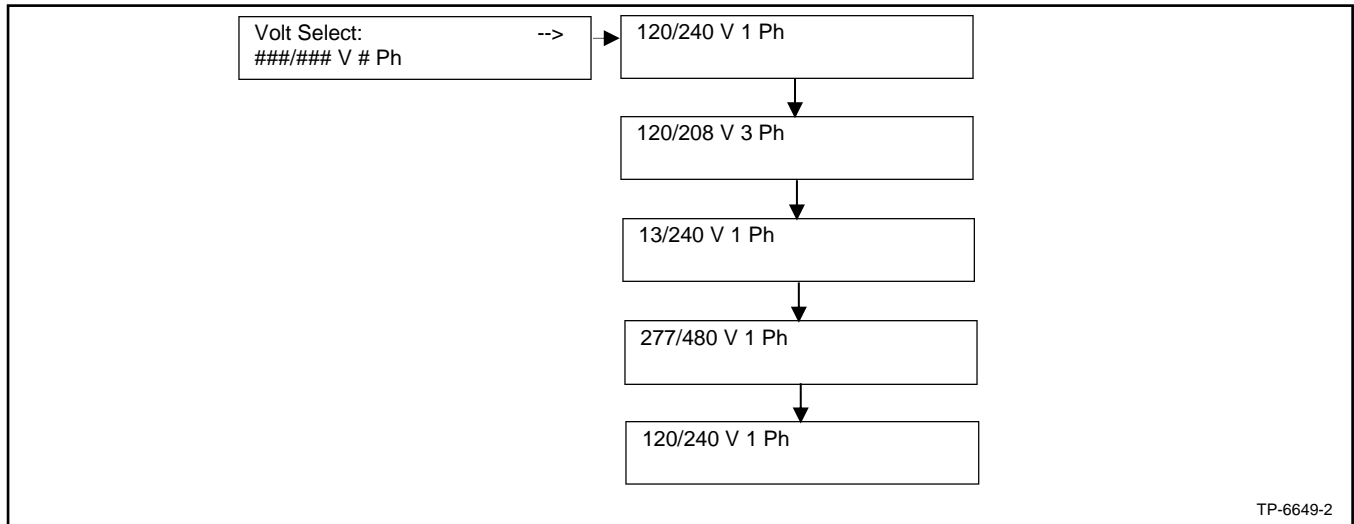 Volt Select: -->
###/### V # Ph
120/240 V 1 Ph
120/208 V 3 Ph
13/240 V 1 Ph
277/480 V 1 Ph
120/240 V 1 Ph
TP-6649-2